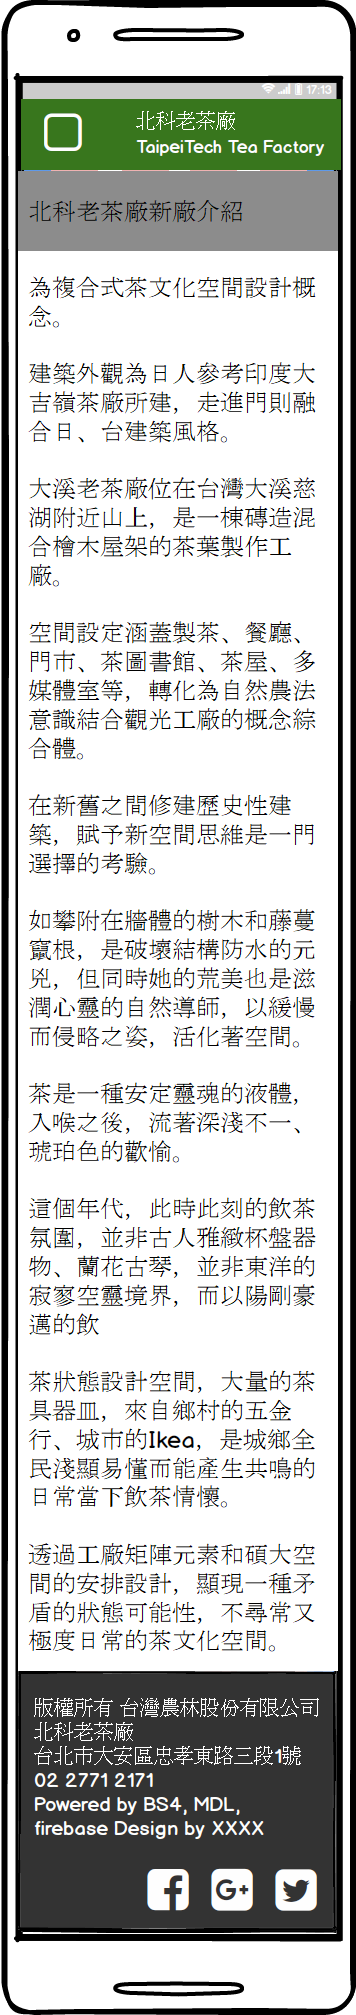 17:13
北科老茶廠
TaipeiTech Tea Factory
北科老茶廠新廠介紹
為複合式茶文化空間設計概
念。
建築外觀為日人參考印度大
吉嶺茶廠所建，走進門則融
合日、台建築風格。
大溪老茶廠位在台灣大溪慈
湖附近山上，是一棟磚造混
合檜木屋架的茶葉製作工
廠。
空間設定涵蓋製茶、餐廳、
門市、茶圖書館、茶屋、多
媒體室等，轉化為自然農法
意識結合觀光工廠的概念綜
合體。
在新舊之間修建歷史性建
築，賦予新空間思維是一門
選擇的考驗。
如攀附在牆體的樹木和藤蔓
竄根，是破壞結構防水的元
兇，但同時她的荒美也是滋
潤心靈的自然導師，以緩慢
而侵略之姿，活化著空間。
茶是一種安定靈魂的液體，
入喉之後，流著深淺不一、
琥珀色的歡愉。
這個年代，此時此刻的飲茶
氛圍，並非古人雅緻杯盤器
物、蘭花古琴，並非東洋的
寂寥空靈境界，而以陽剛豪
邁的飲
茶狀態設計空間，大量的茶
具器皿，來自鄉村的五金
行、城市的Ikea，是城鄉全
民淺顯易懂而能產生共鳴的
日常當下飲茶情懷。
透過工廠矩陣元素和碩大空
間的安排設計，顯現一種矛
盾的狀態可能性，不尋常又
極度日常的茶文化空間。
版權所有 台灣農林股份有限公司
北科老茶廠
台北市大安區忠孝東路三段1號
02 2771 2171
Powered by BS4, MDL,
firebase Design by XXXX